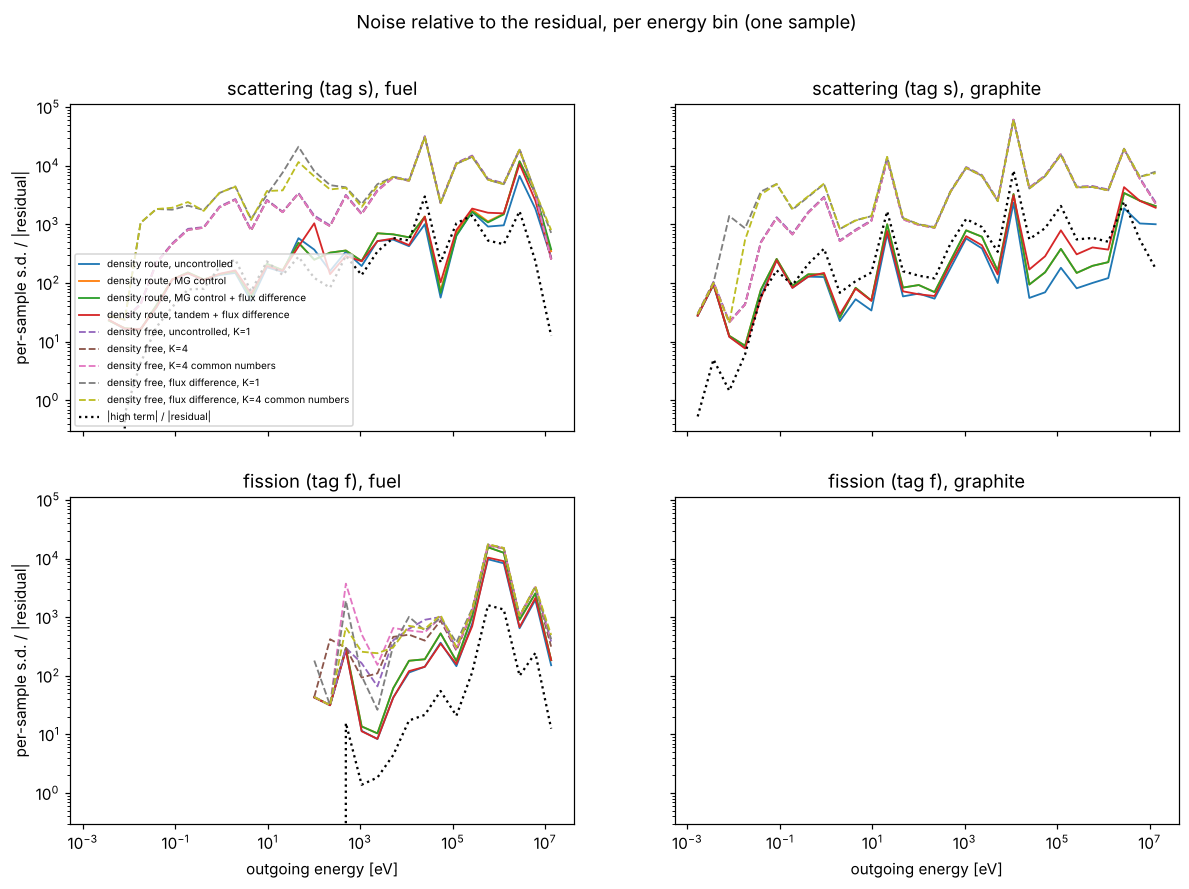 Noise relative to the residual, per energy bin (one sample)
scattering (tag s), fuel
scattering (tag s), graphite
per-sample s.d. / |residual|
10^5
10^4
10^3
10^2
10^1
10^0
density route, uncontrolled
density route, MG control
density route, MG control + flux difference
density route, tandem + flux difference
density free, uncontrolled, K=1
density free, K=4
density free, K=4 common numbers
density free, flux difference, K=1
density free, flux difference, K=4 common numbers
|high term| / |residual|
fission (tag f), fuel
fission (tag f), graphite
per-sample s.d. / |residual|
10^5
10^4
10^3
10^2
10^1
10^0
10^−3 10^−1 10^1 10^3 10^5 10^7
10^−3 10^−1 10^1 10^3 10^5 10^7
outgoing energy [eV]
outgoing energy [eV]